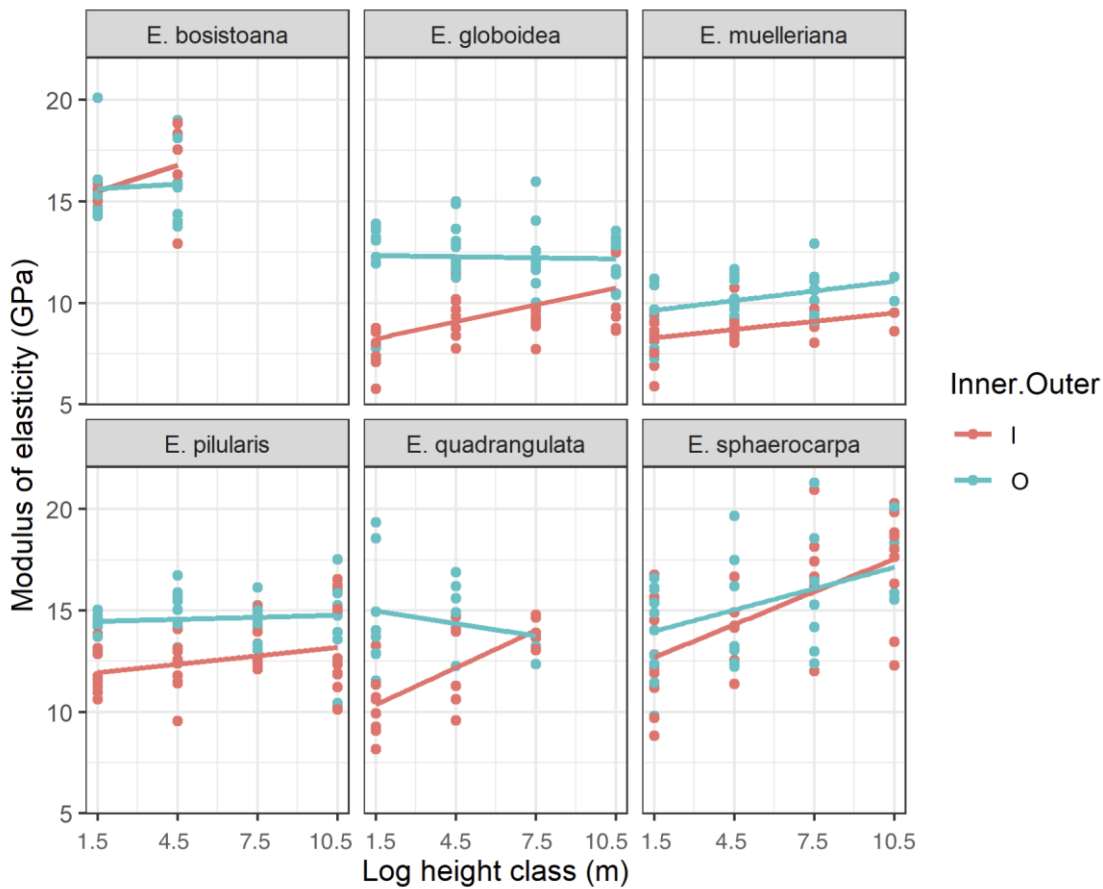 E. bosistoana
E. globoidea
E. muelleriana
20
15
10
5
E. pilularis
E. quadrangulata
E. sphaerocarpa
20
15
10
5
1.5 4.5 7.5 10.5
1.5 4.5 7.5 10.5
1.5 4.5 7.5 10.5
Log height class (m)
Modulus of elasticity (GPa)
Inner.Outer
I
O